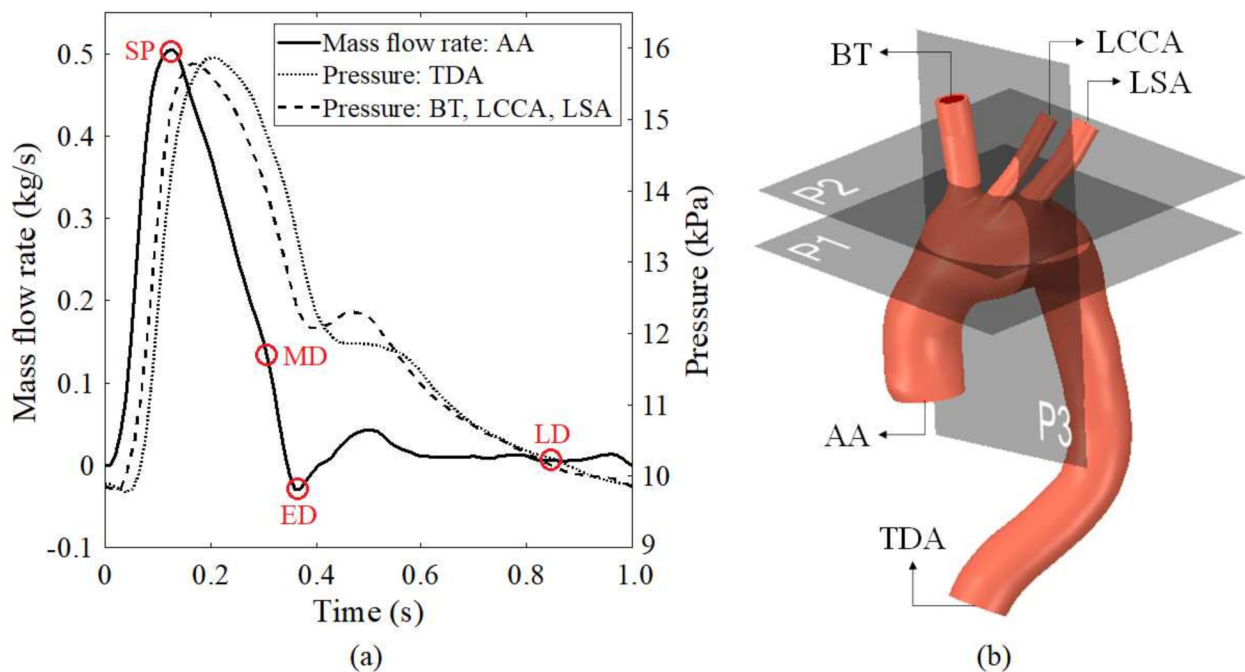 Mass flow rate (kg/s)
0.5
0.4
0.3
0.2
0.1
0
-0.1
SP
MD
ED
LD
Mass flow rate: AA
Pressure: TDA
Pressure: BT, LCCA, LSA
16
15
14
13
12
11
10
9
Pressure (kPa)
0 0.2 0.4 0.6 0.8 1.0
Time (s)
(a)
BT
LCCA
LSA
P2
P1
P3
AA
TDA
(b)